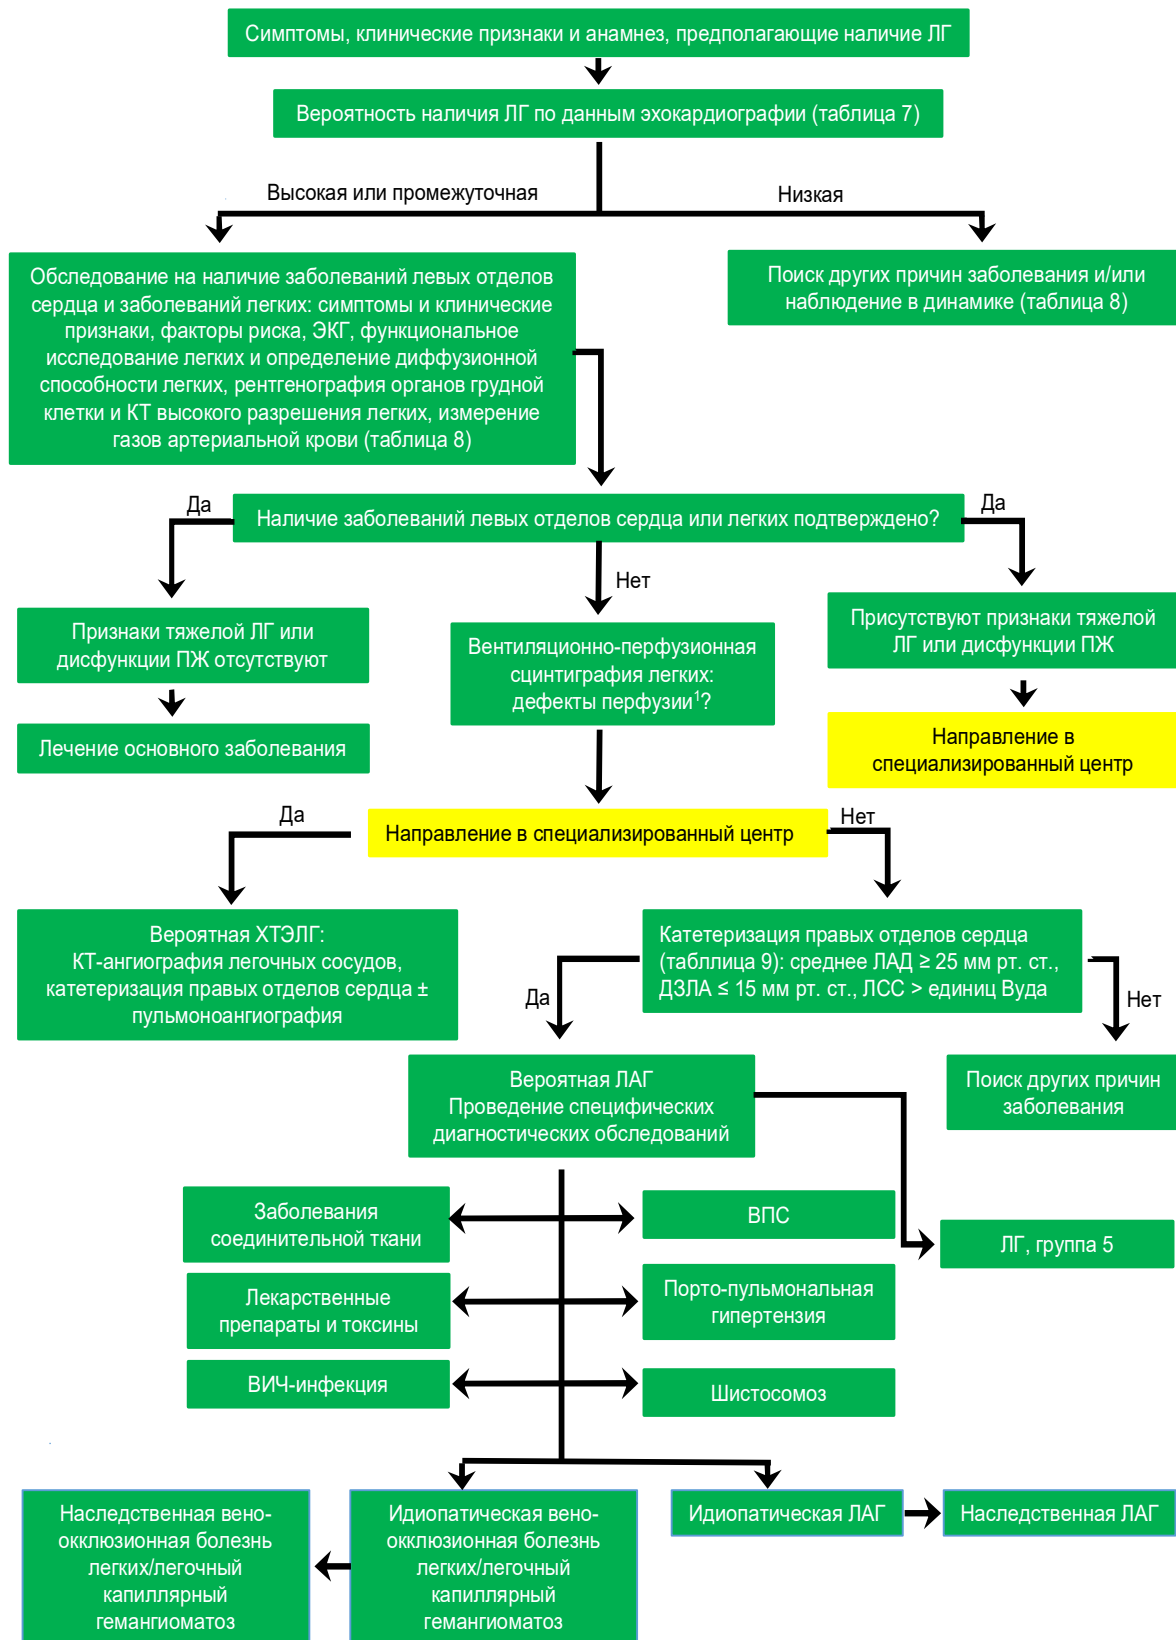 Симптомы, клинические признаки и анамнез, предполагающие наличие ЛГ
Вероятность наличия ЛГ по данным эхокардиографии (таблица 7)
Высокая или промежуточная
Низкая
Обследование на наличие заболеваний левых отделов
сердца и заболеваний легких: симптомы и клинические
признаки, факторы риска, ЭКГ, функциональное
исследование легких и определение диффузионной
способности легких, рентгенография органов грудной
клетки и КТ высокого разрешения легких, измерение
газов артериальной крови (таблица 8)
Поиск других причин заболевания и/или
наблюдение в динамике (таблица 8)
Да
Наличие заболеваний левых отделов сердца или легких подтверждено?
Да
Нет
Признаки тяжелой ЛГ или
дисфункции ПЖ отсутствуют
Вентиляционно-перфузионная
сцинтиграфия легких:
дефекты перфузии¹?
Присутствуют признаки тяжелой
ЛГ или дисфункции ПЖ
Лечение основного заболевания
Направление в
специализированный центр
Да
Направление в специализированный центр
Нет
Вероятная ХТЭЛГ:
КТ-ангиография легочных сосудов,
катетеризация правых отделов сердца ±
пульмоноангиография
Катетеризация правых отделов сердца
(табллица 9): среднее ЛАД ≥ 25 мм рт. ст.,
ДЗЛА ≤ 15 мм рт. ст., ЛСС > единиц Вуда
Да
Нет
Вероятная ЛАГ
Проведение специфических
диагностических обследований
Поиск других причин
заболевания
Заболевания
соединительной ткани
ВПС
ЛГ, группа 5
Лекарственные
препараты и токсины
Порто-пульмональная
гипертензия
ВИЧ-инфекция
Шистосомоз
Наследственная вено-
окклюзионная болезнь
легких/легочный
капиллярный
гемангиоматоз
Идиопатическая вено-
окклюзионная болезнь
легких/легочный
капиллярный
гемангиоматоз
Идиопатическая ЛАГ
Наследственная ЛАГ